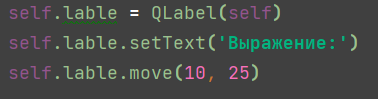 self.lable = QLabel(self)
self.lable.setText('Выражение:')
self.lable.move(10, 25)